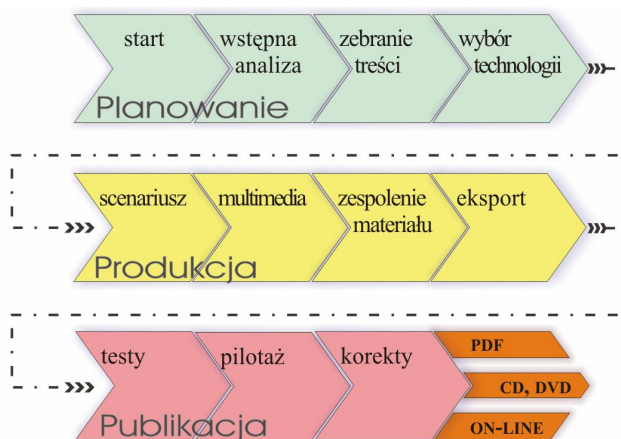 start
wstępna analiza
zebranie treści
wybór technologii
Planowanie
scenariusz
multimedia
zespolenie materiału
eksport
Produkcja
testy
pilotaż
korekty
PDF
CD, DVD
ON-LINE
Publikacja